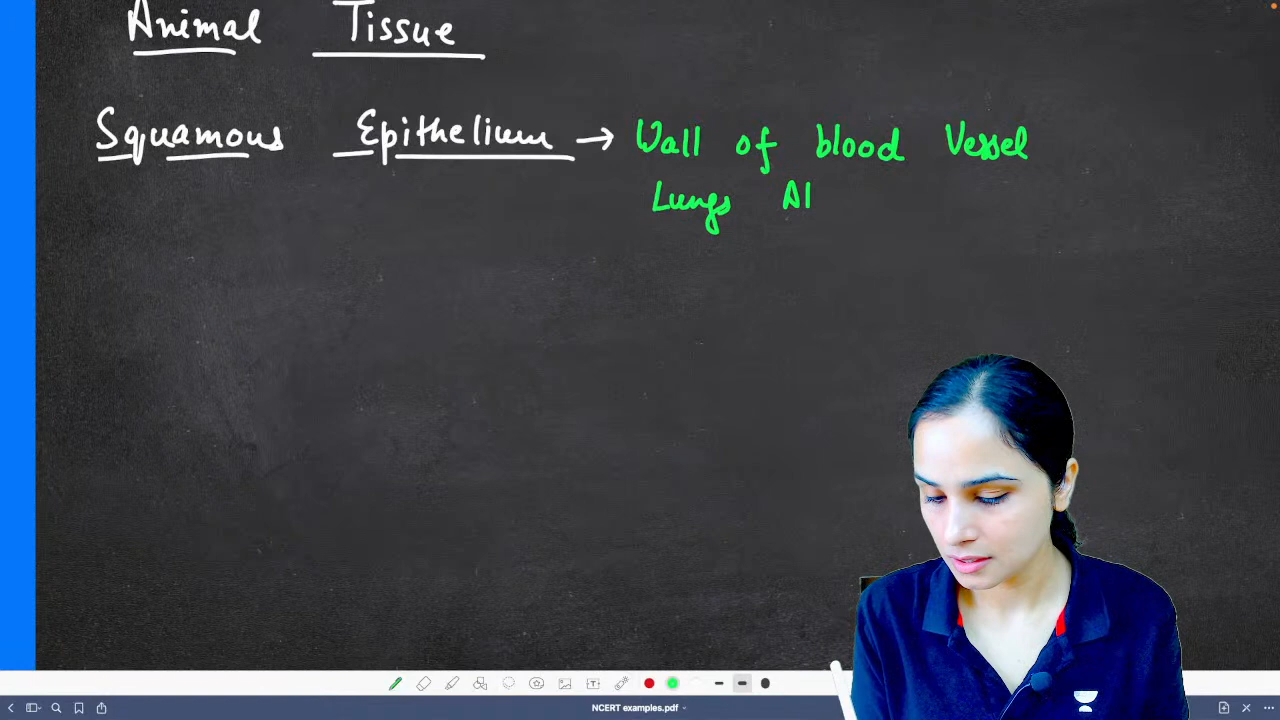 Animal Tissue
Squamous Epithelium → Wall of blood Vessel
Lungs Al
NCERT examples.pdf